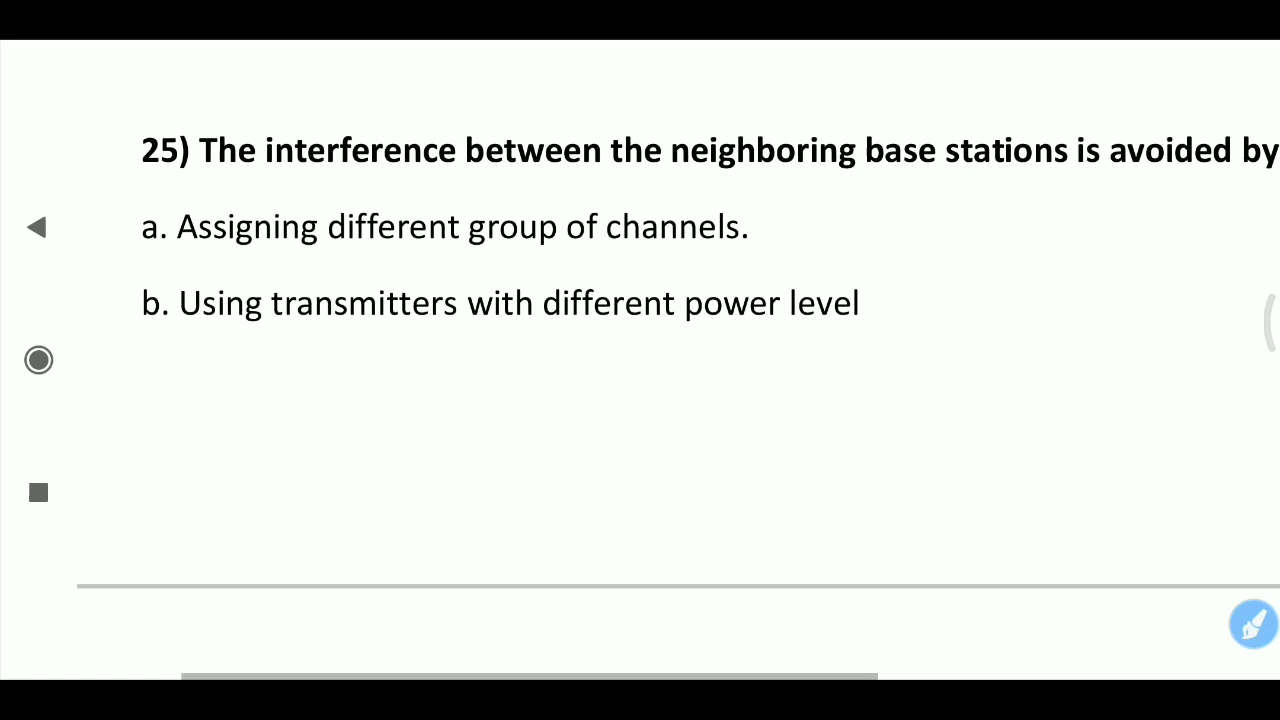 25) The interference between the neighboring base stations is avoided by
a. Assigning different group of channels.
b. Using transmitters with different power level